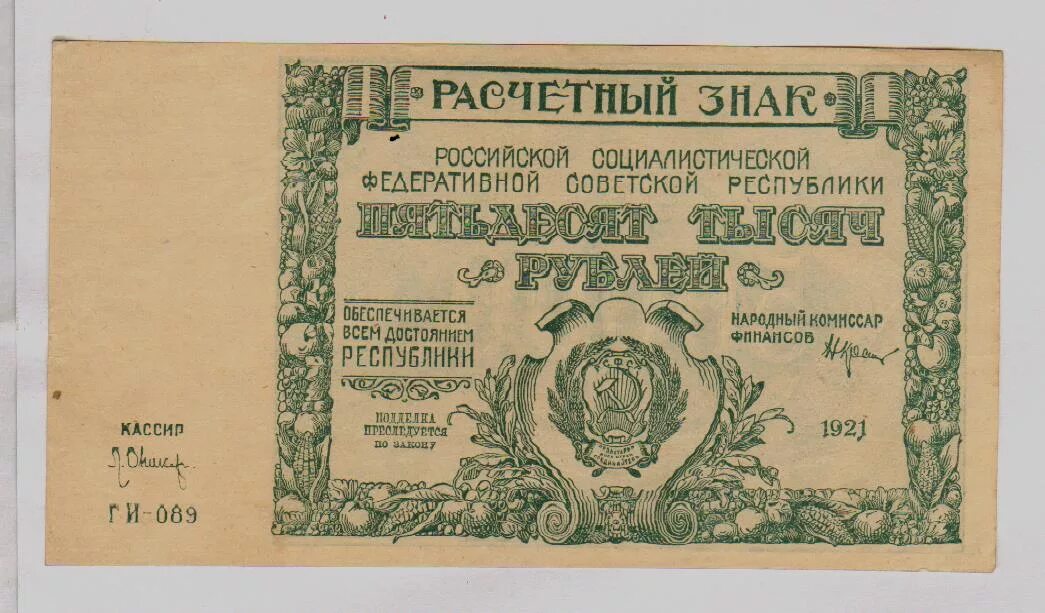 РАСЧЕТНЫЙ ЗНАК
РОССИЙСКОЙ СОЦИАЛИСТИЧЕСКОЙ
ФЕДЕРАТИВНОЙ СОВЕТСКОЙ РЕСПУБЛИКИ
ПЯТЬДЕСЯТ ТЫСЯЧ
РУБЛЕЙ
ОБЕСПЕЧИВАЕТСЯ
ВСЕМ ДОСТОЯНИЕМ
РЕСПУБЛИКИ
НАРОДНЫЙ КОМИССАР
ФИНАНСОВ
ПОДДЕЛКА
ПРЕСЛЕДУЕТСЯ
ПО ЗАКОНУ
1921
КАССИР
ГИ-089